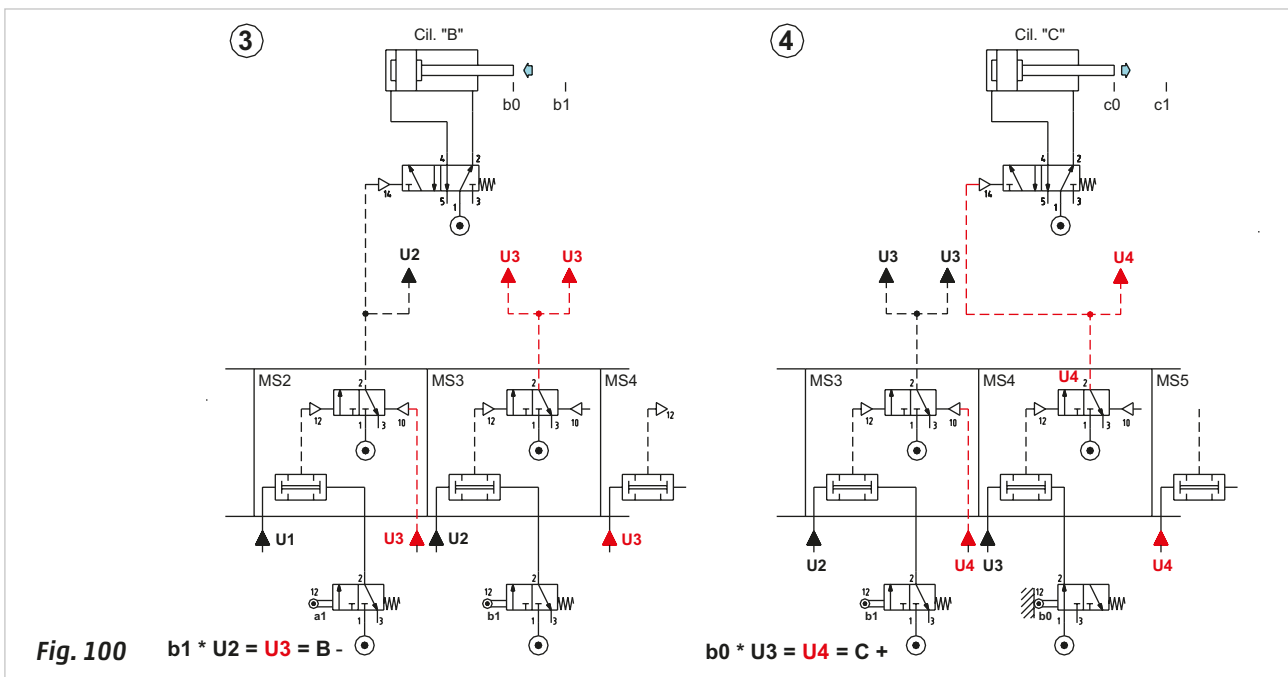 3
Cil. "B"
b0 b1
4 2
14
5 1 3
U2 U3 U3
MS2 MS3 MS4
2 2
12 1 3 10 12 1 3 10 12
U1 U3 U2 U3
2 2
12 12
a1 b1
1 3 1 3
b1 * U2 = U3 = B -
4
Cil. "C"
c0 c1
4 2
14
5 1 3
U3 U3 U4
MS3 MS4 MS5
2 2 U4
12 1 3 10 12 1 3 10 12
U2 U4 U3 U4
2 2
12 12
b1 b0
1 3 1 3
b0 * U3 = U4 = C +
Fig. 100